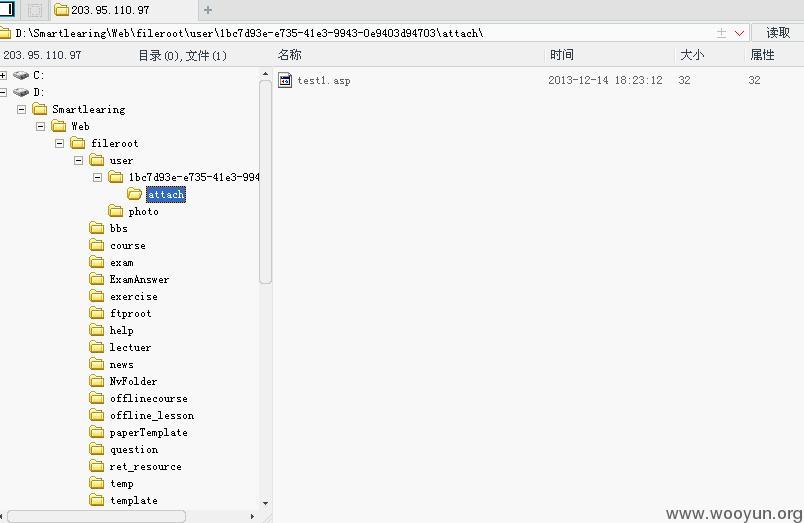 203.95.110.97
D:\Smartlearing\Web\fileroot\user\1bc7d93e-e735-41e3-9943-0e9403d94703\attach\
读取
203.95.110.97 目录(0),文件(1)
名称 时间 大小 属性
C:
D:
Smartlearing
Web
fileroot
user
1bc7d93e-e735-41e3-994
attach
photo
bbs
course
exam
ExamAnswer
exercise
ftproot
help
lectuer
news
NvFolder
offlinecourse
offline_lesson
paperTemplate
question
ret_resource
temp
template
test1.asp 2013-12-14 18:23:12 32 32
www.wooyun.org